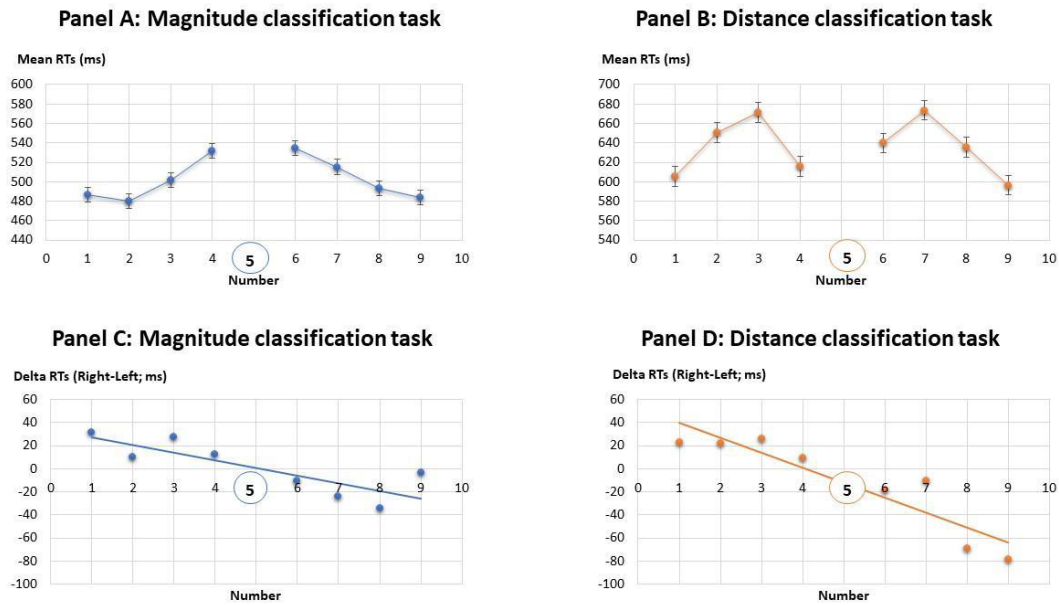 Panel A: Magnitude classification task
Mean RTs (ms)
600
580
560
540
520
500
480
460
440
0 1 2 3 4 5 6 7 8 9 10
Number
Panel B: Distance classification task
Mean RTs (ms)
700
680
660
640
620
600
580
560
540
0 1 2 3 4 5 6 7 8 9 10
Number
Panel C: Magnitude classification task
Delta RTs (Right-Left; ms)
60
40
20
0
-20
-40
-60
-80
-100
0 1 2 3 4 5 6 7 8 9 10
Number
Panel D: Distance classification task
Delta RTs (Right-Left; ms)
60
40
20
0
-20
-40
-60
-80
-100
0 1 2 3 4 5 6 7 8 9 10
Number